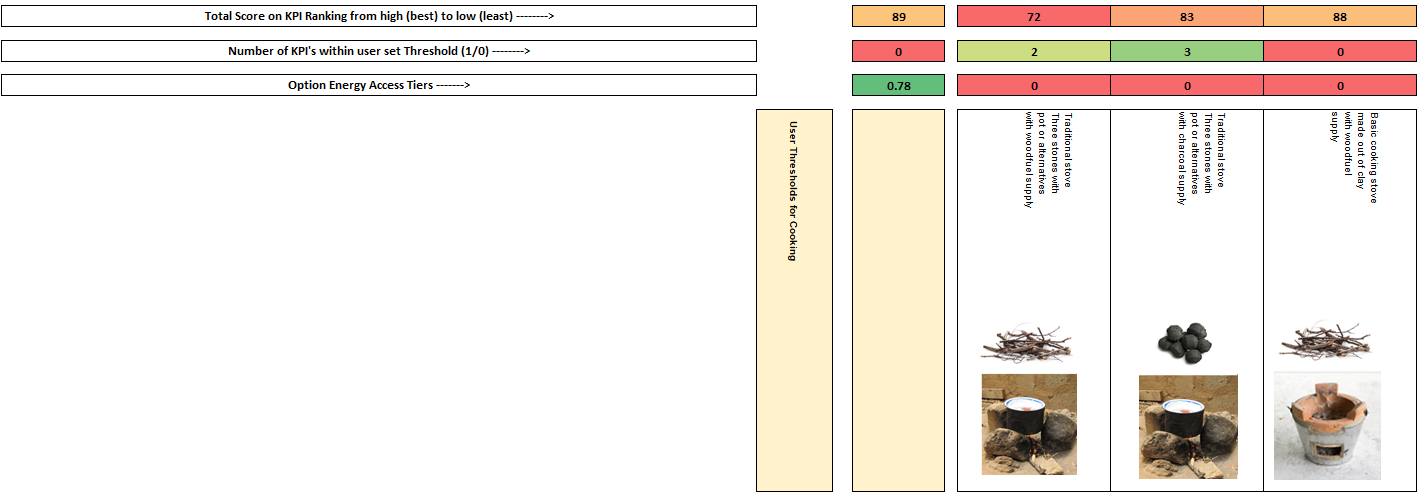 Total Score on KPI Ranking from high (best) to low (least) -------->
89
72
83
88
Number of KPI's within user set Threshold (1/0) -------->
0
2
3
0
Option Energy Access Tiers ------->
0.78
0
0
0
User Thresholds for Cooking
Traditional stove
Three stones with
pot or alternatives
with woodfuel supply
Traditional stove
Three stones with
pot or alternatives
with charcoal supply
Basic cooking stove
made out of clay
with woodfuel
supply